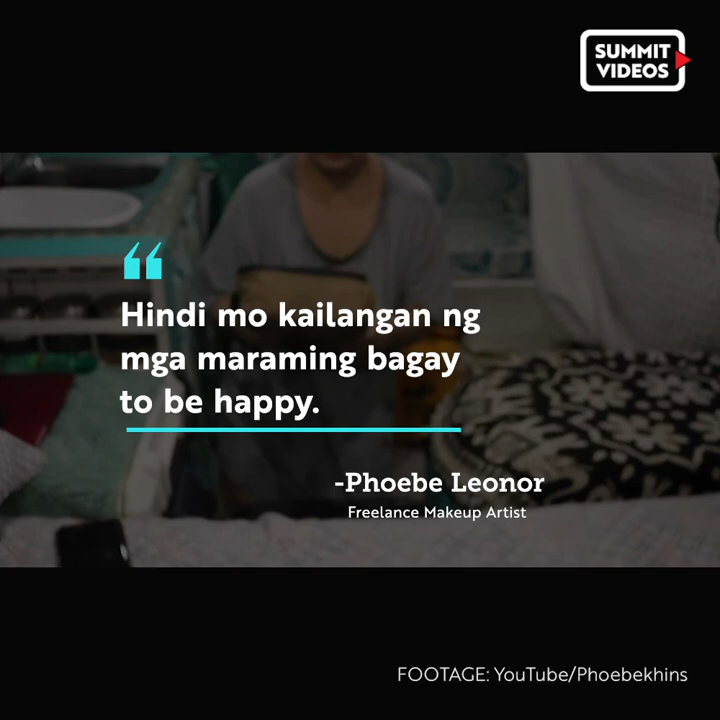 SUMMIT
VIDEOS
Hindi mo kailangan ng
mga maraming bagay
to be happy.
-Phoebe Leonor
Freelance Makeup Artist
FOOTAGE: YouTube/Phoebekhins